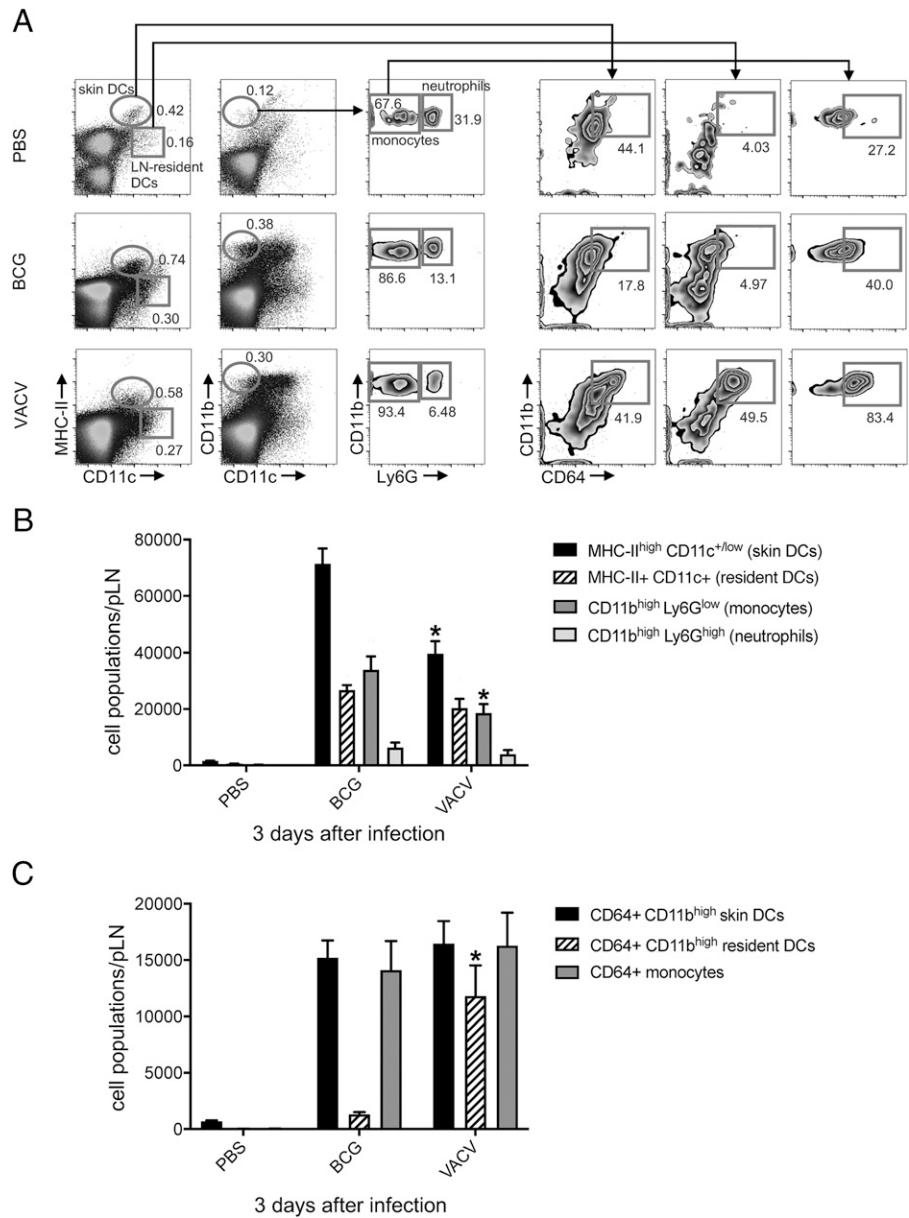 A
skin DCs
0.42
0.16
LN-resident
DCs
0.12
neutrophils
67.6
31.9
monocytes
44.1
4.03
27.2
PBS
0.74
0.30
0.38
86.6
13.1
17.8
4.97
40.0
BCG
0.58
0.27
0.30
93.4
6.48
41.9
49.5
83.4
VACV
MHC-II
CD11b
CD11b
CD11b
CD11c
CD11c
Ly6G
CD64
B
80000
60000
40000
20000
0
cell populations/pLN
*
*
PBS
BCG
VACV
3 days after infection
MHC-IIhigh CD11c+/low (skin DCs)
MHC-II+ CD11c+ (resident DCs)
CD11bhigh Ly6Glow (monocytes)
CD11bhigh Ly6Ghigh (neutrophils)
C
20000
15000
10000
5000
0
cell populations/pLN
*
PBS
BCG
VACV
3 days after infection
CD64+ CD11bhigh skin DCs
CD64+ CD11bhigh resident DCs
CD64+ monocytes